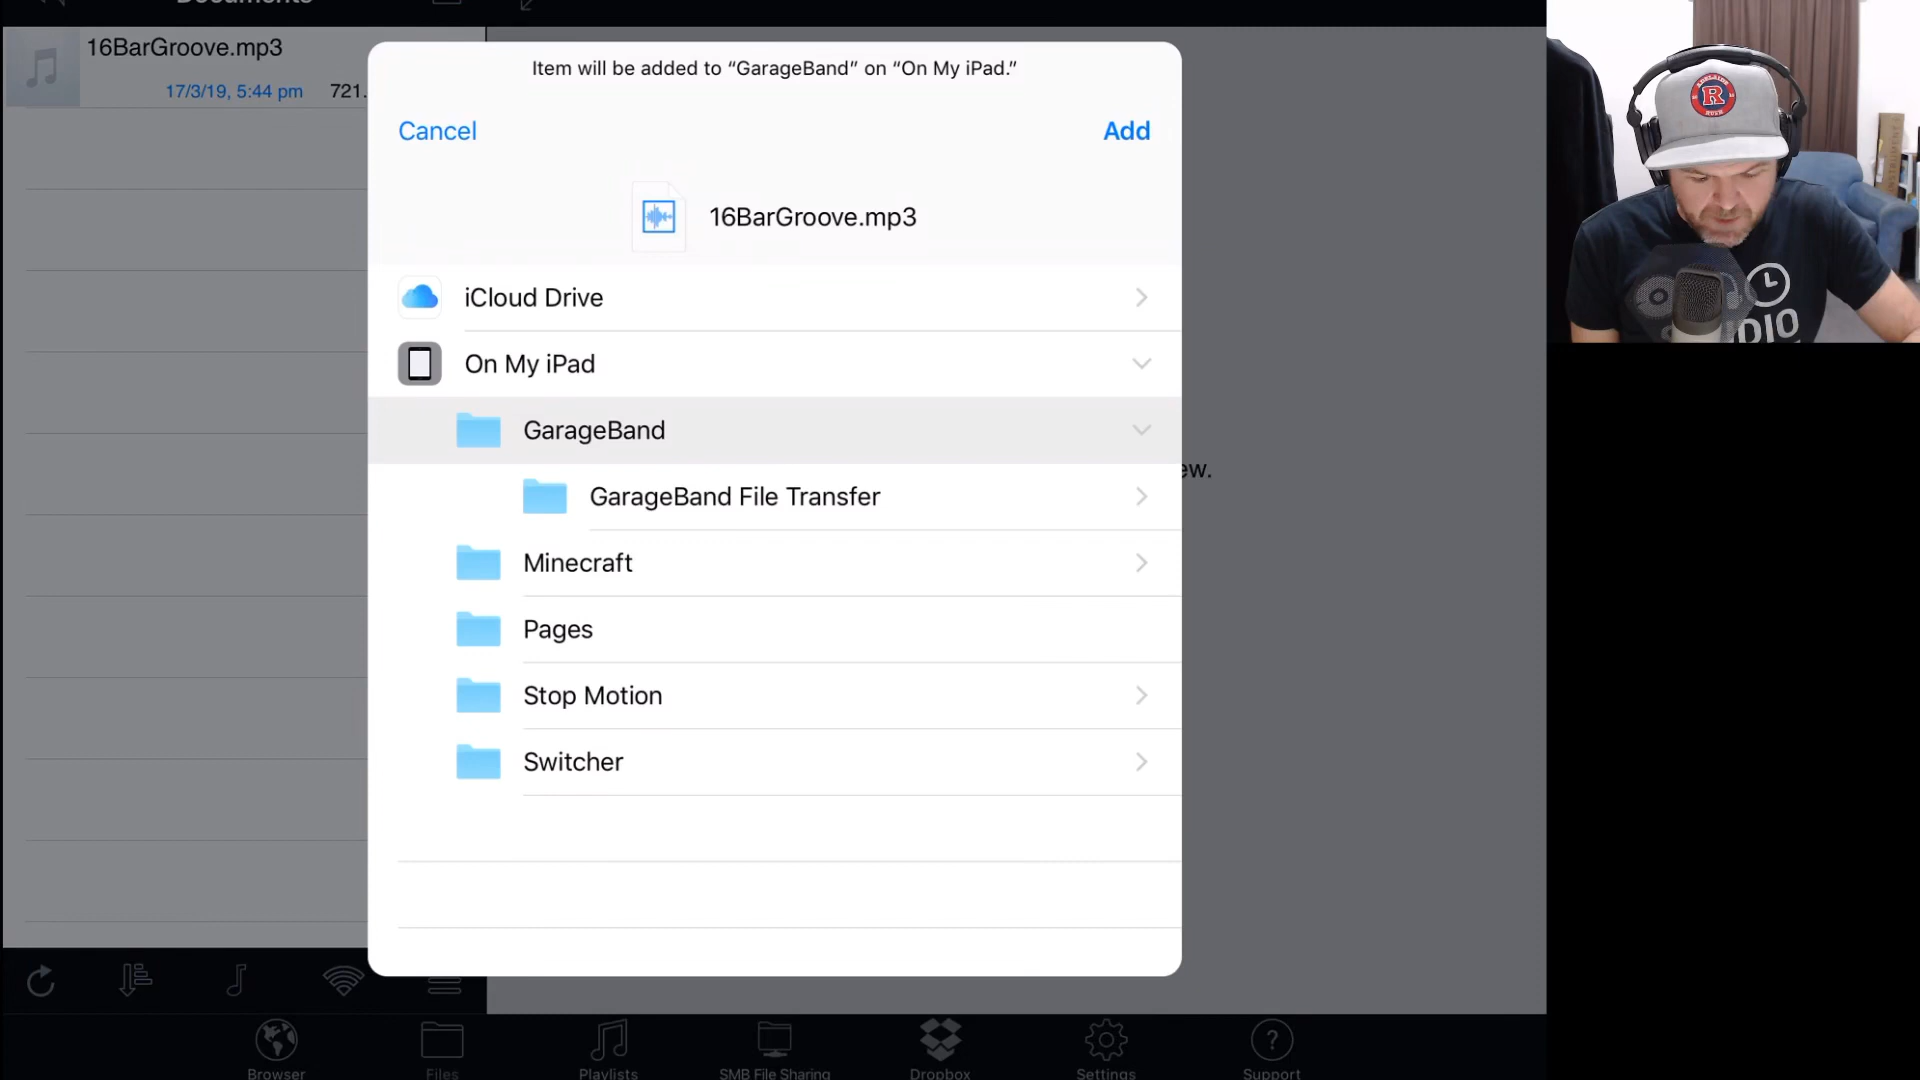 Documents
16BarGroove.mp3
17/3/19, 5:44 pm 721.
Item will be added to “GarageBand” on “On My iPad.”
Cancel
Add
16BarGroove.mp3
iCloud Drive
On My iPad
GarageBand
GarageBand File Transfer
Minecraft
Pages
Stop Motion
Switcher
ew.
Browser
Files
Playlists
SMB File Sharing
Dropbox
Settings
Support
ADELAIDE
R